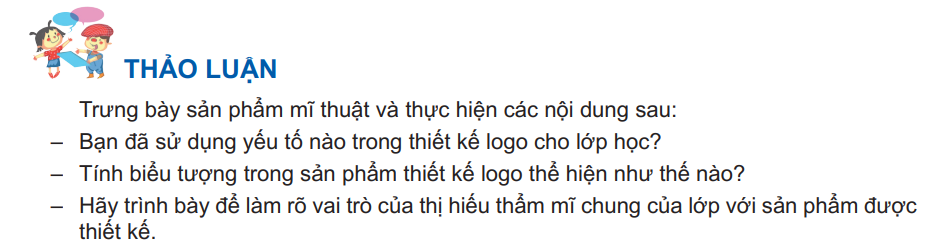 THẢO LUẬN
Trưng bày sản phẩm mĩ thuật và thực hiện các nội dung sau:
– Bạn đã sử dụng yếu tố nào trong thiết kế logo cho lớp học?
– Tính biểu tượng trong sản phẩm thiết kế logo thể hiện như thế nào?
– Hãy trình bày để làm rõ vai trò của thị hiếu thẩm mĩ chung của lớp với sản phẩm được
thiết kế.